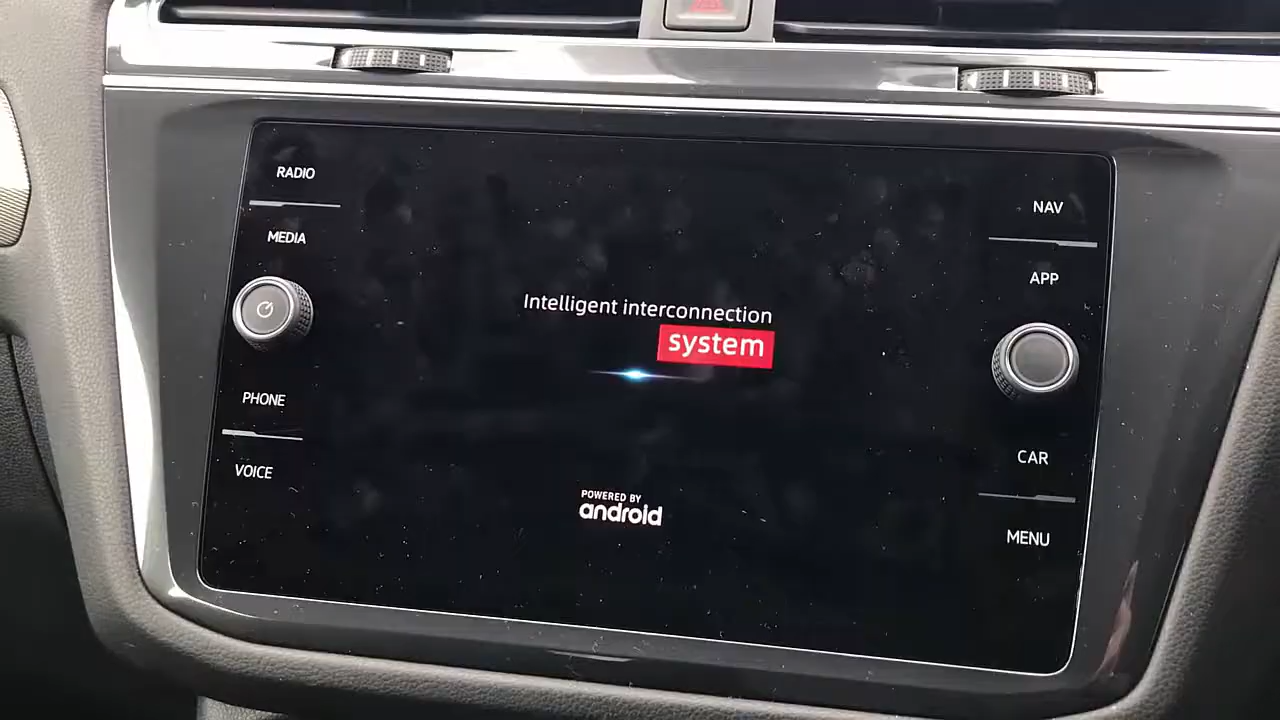 RADIO
MEDIA
PHONE
VOICE
Intelligent interconnection
system
POWERED BY
android
NAV
APP
CAR
MENU